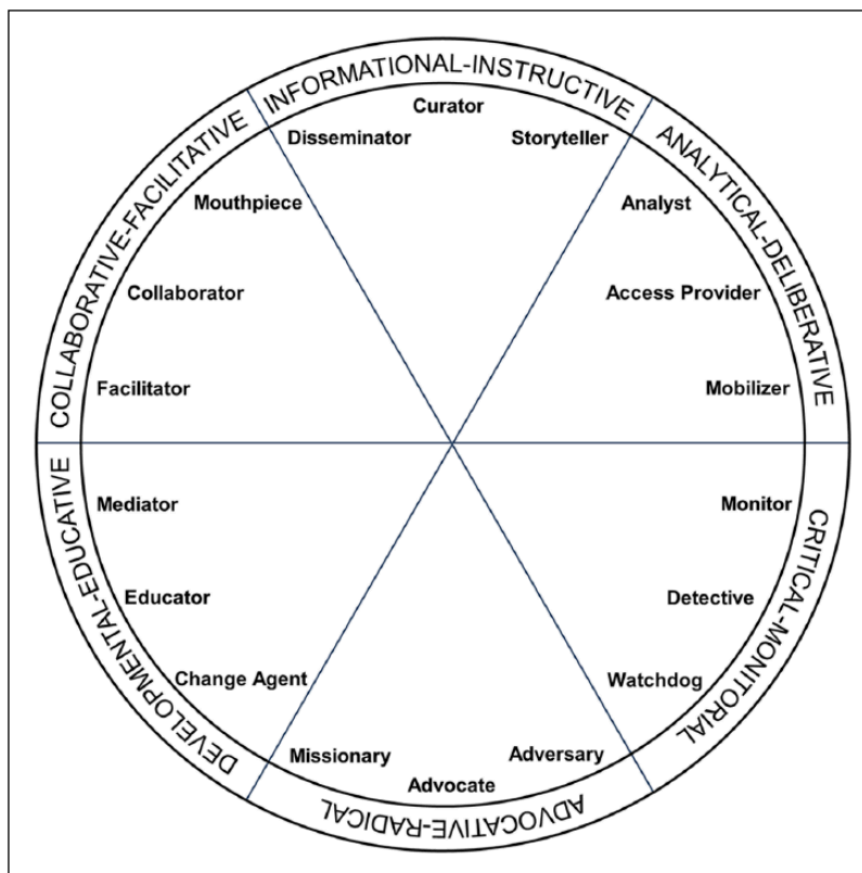 INFORMATIONAL-INSTRUCTIVE
Disseminator
Curator
Storyteller
ANALYTICAL-DELIBERATIVE
Analyst
Access Provider
Mobilizer
CRITICAL-MONITORIAL
Monitor
Detective
Watchdog
ADVOCATIVE-RADICAL
Adversary
Advocate
Missionary
DEVELOPMENTAL-EDUCATIVE
Change Agent
Educator
Mediator
COLLABORATIVE-FACILITATIVE
Facilitator
Collaborator
Mouthpiece